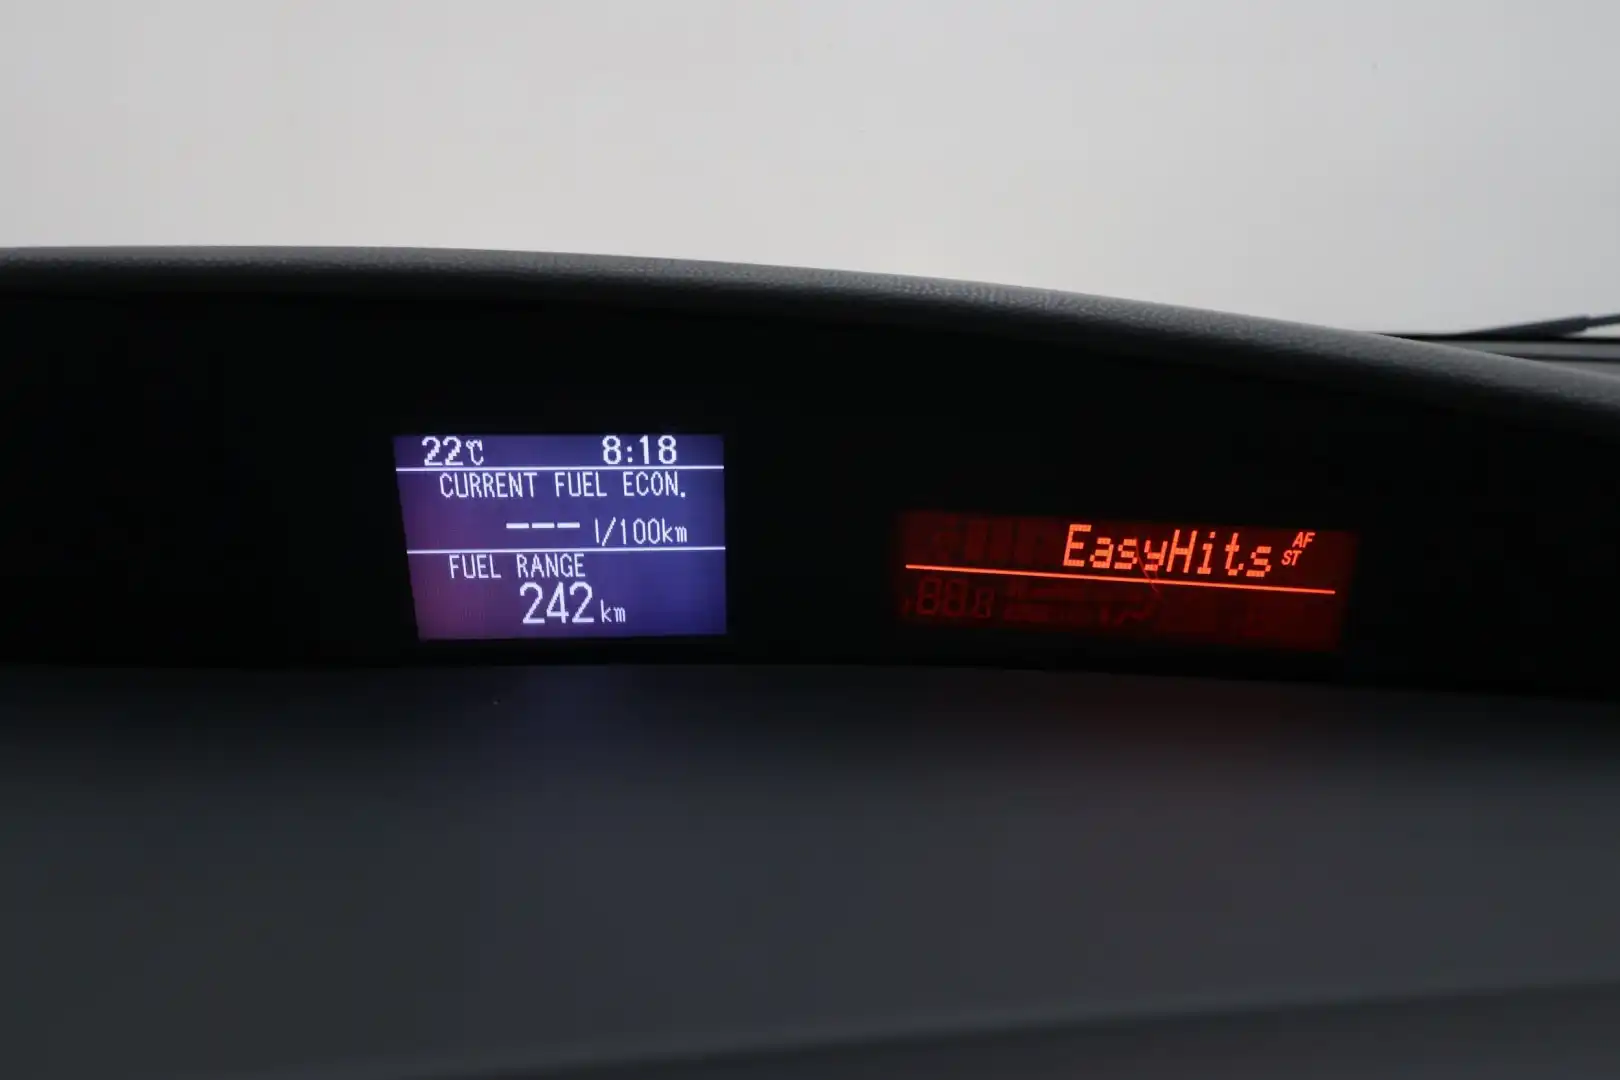 22℃ 8:18
CURRENT FUEL ECON.
--- l/100km
FUEL RANGE
242km
EasyHits AF ST